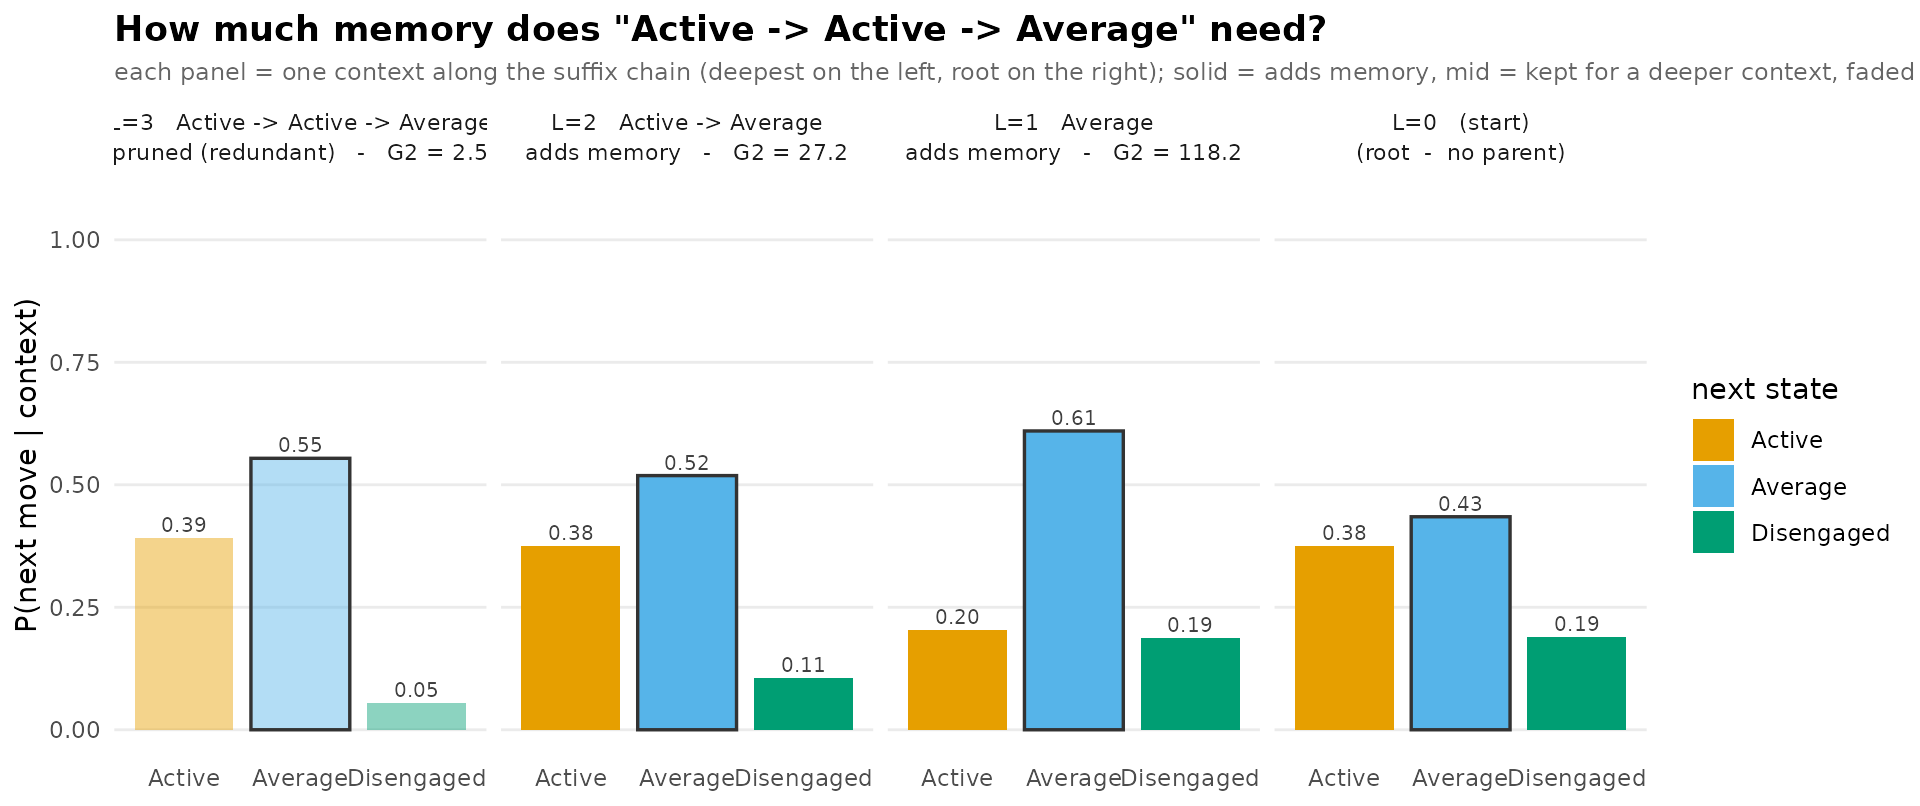 How much memory does "Active -> Active -> Average" need?
each panel = one context along the suffix chain (deepest on the left, root on the right); solid = adds memory, mid = kept for a deeper context, faded
L=3 Active -> Active -> Average
pruned (redundant) - G2 = 2.5
L=2 Active -> Average
adds memory - G2 = 27.2
L=1 Average
adds memory - G2 = 118.2
L=0 (start)
(root - no parent)
P(next move | context)
1.00
0.75
0.50
0.25
0.00
0.39
0.55
0.05
0.38
0.52
0.11
0.20
0.61
0.19
0.38
0.43
0.19
Active Average Disengaged
Active Average Disengaged
Active Average Disengaged
Active Average Disengaged
next state
Active
Average
Disengaged